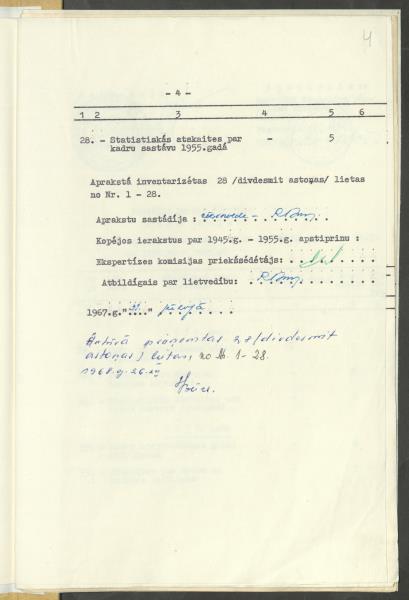 4
- 4 -
1 2 3 4 5 6
28. - Statistiskās atskaites par - 5
kadru sastāvu 1955.gadā
Aprakstā inventarizētas 28 /divdesmit astoņas/ lietas
no Nr. 1 - 28.
Aprakstu sastādīja :
Kopējos ierakstus par 1945.g. - 1955.g. apstiprinu :
Ekspertīzes komisijas priekšsēdētājs:
Atbildīgais par lietvedību:
1967.g."21." jūlijā
Arhīvā pieņemtas 28 (divdesmit
astoņas) lietas, no № 1-28.
1968.g. 26.